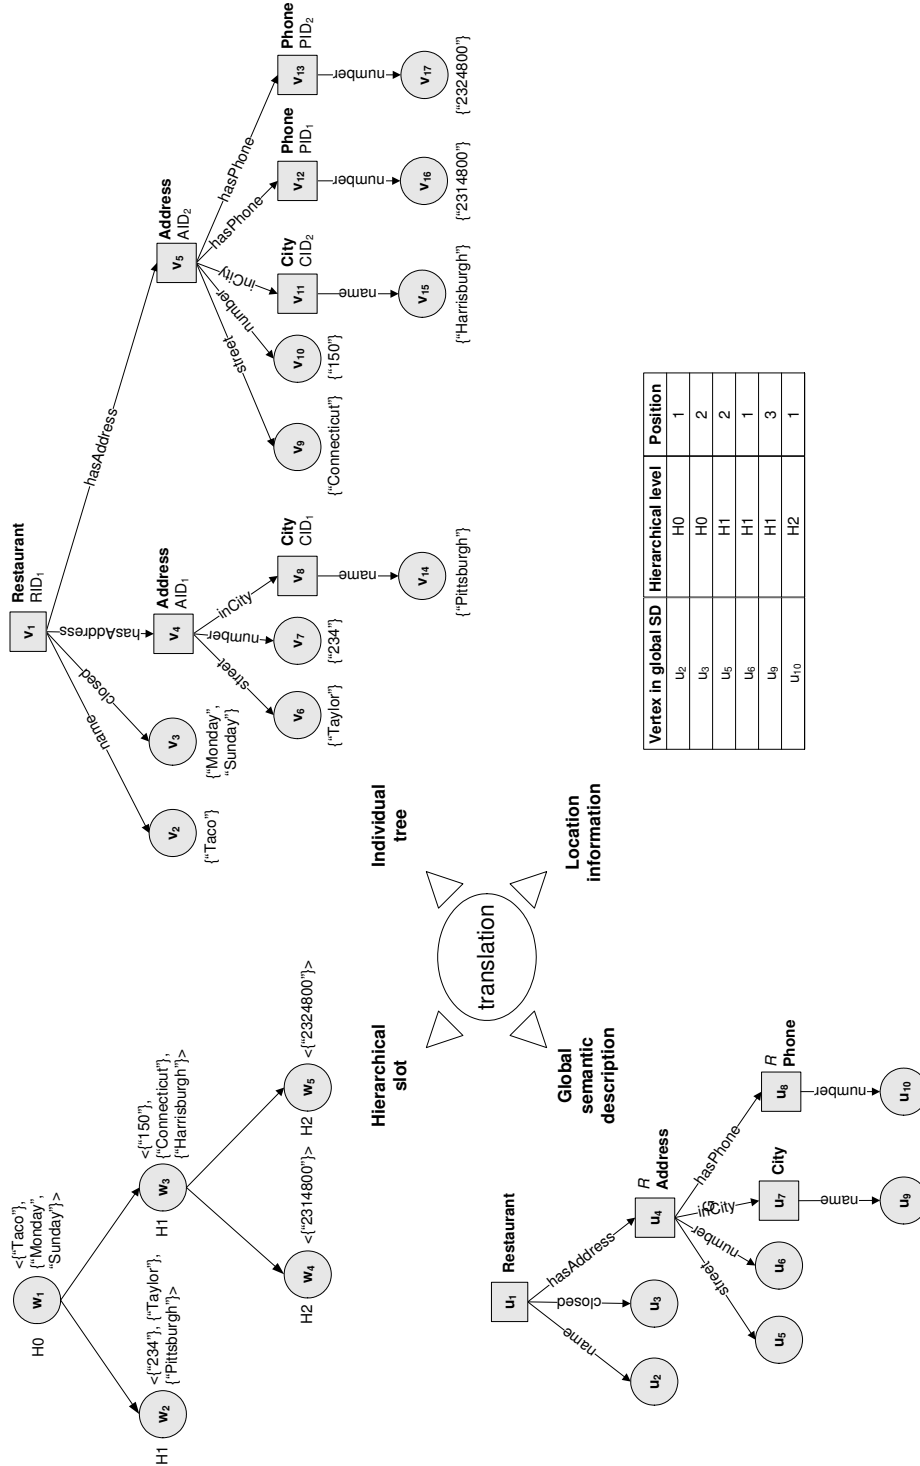 H0
w1
<{“Taco”},
{“Monday”,
“Sunday”}>
H1
w2
<{“234”}, {“Taylor”},
{“Pittsburgh”}>
H1
w3
<{“150”},
{“Connecticut”},
{“Harrisburgh”}>
H2
w4
<{“2314800”}>
H2
w5
<{“2324800”}>
Hierarchical
slot
v1
Restaurant
RID1
name
closed
hasAddress
hasAddress
v2
{“Taco”}
v3
{“Monday”,
“Sunday”}
v4
Address
AID1
v5
Address
AID2
street
number
inCity
street
number
inCity
hasPhone
hasPhone
v6
{“Taylor”}
v7
{“234”}
v8
City
CID1
v9
{“Connecticut”}
v10
{“150”}
v11
City
CID2
v12
Phone
PID1
v13
Phone
PID2
name
name
number
number
v14
{“Pittsburgh”}
v15
{“Harrisburgh”}
v16
{“2314800”}
v17
{“2324800”}
Individual
tree
translation
Global
semantic
description
Location
information
u1
Restaurant
name
closed
hasAddress
u2
u3
u4
R
Address
street
number
inCity
hasPhone
u5
u6
u7
City
u8
R
Phone
name
number
u9
u10
Vertex in global SD Hierarchical level Position
u2 H0 1
u3 H0 2
u5 H1 2
u6 H1 1
u9 H1 3
u10 H2 1